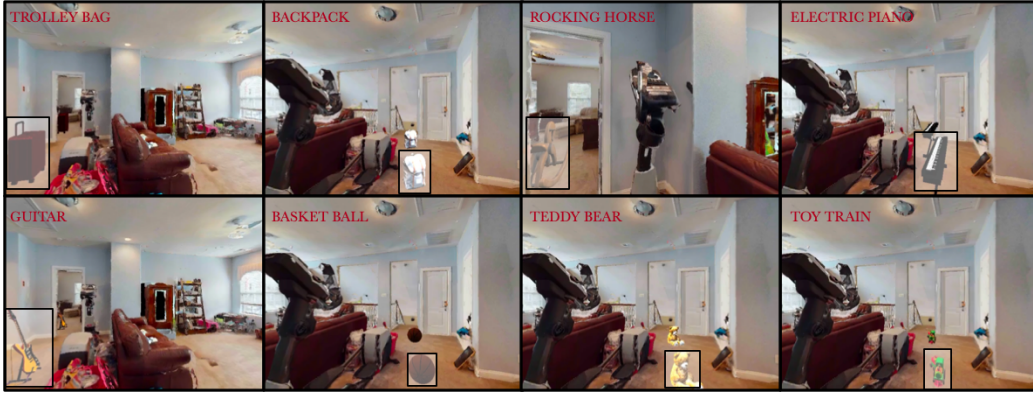 TROLLEY BAG
BACKPACK
ROCKING HORSE
ELECTRIC PIANO
GUITAR
BASKET BALL
TEDDY BEAR
TOY TRAIN